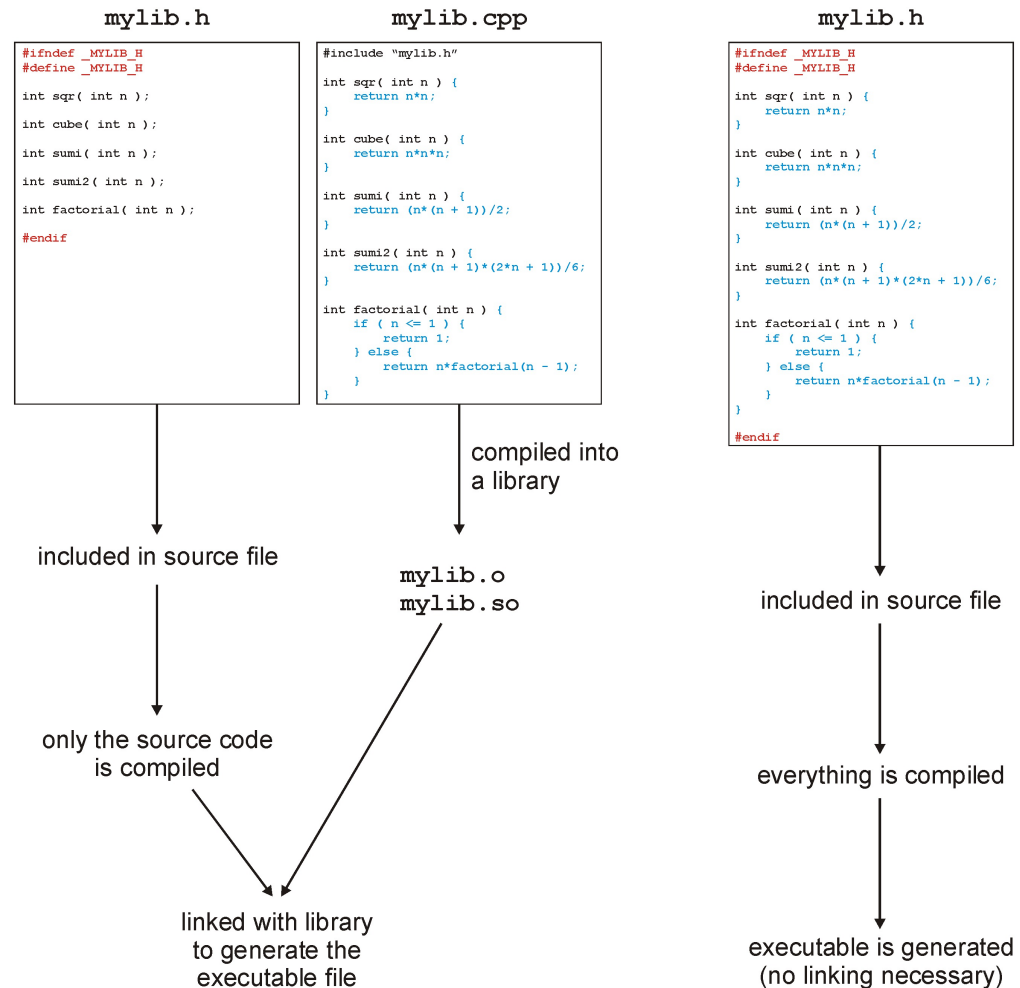 mylib.h
#ifndef _MYLIB_H
#define _MYLIB_H
int sqr( int n );
int cube( int n );
int sumi( int n );
int sumi2( int n );
int factorial( int n );
#endif
included in source file
only the source code
is compiled
mylib.cpp
#include “mylib.h”
int sqr( int n ) {
    return n*n;
}
int cube( int n ) {
    return n*n*n;
}
int sumi( int n ) {
    return (n*(n + 1))/2;
}
int sumi2( int n ) {
    return (n*(n + 1)*(2*n + 1))/6;
}
int factorial( int n ) {
    if ( n <= 1 ) {
        return 1;
    } else {
        return n*factorial(n - 1);
    }
}
compiled into
a library
mylib.o
mylib.so
linked with library
to generate the
executable file
mylib.h
#ifndef _MYLIB_H
#define _MYLIB_H
int sqr( int n ) {
    return n*n;
}
int cube( int n ) {
    return n*n*n;
}
int sumi( int n ) {
    return (n*(n + 1))/2;
}
int sumi2( int n ) {
    return (n*(n + 1)*(2*n + 1))/6;
}
int factorial( int n ) {
    if ( n <= 1 ) {
        return 1;
    } else {
        return n*factorial(n - 1);
    }
}
#endif
included in source file
everything is compiled
executable is generated
(no linking necessary)